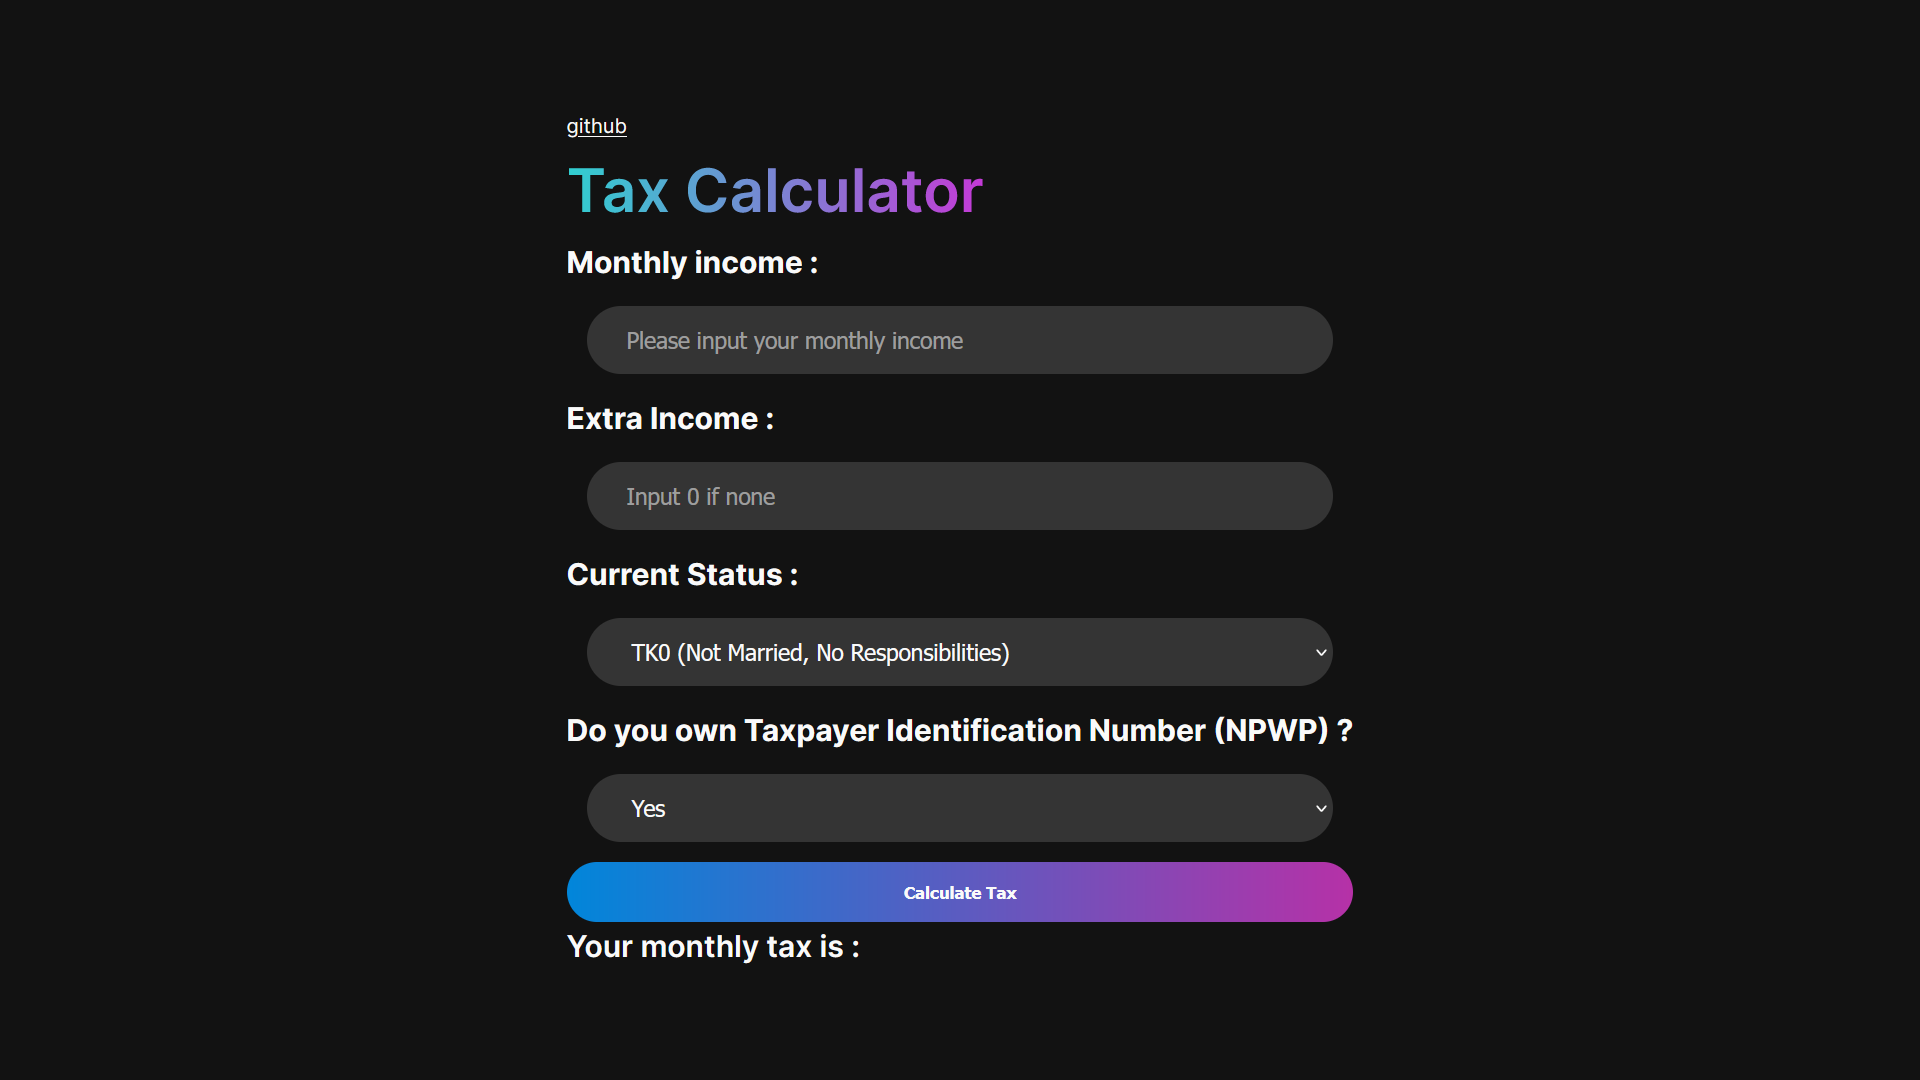 github
Tax Calculator
Monthly income :
Please input your monthly income
Extra Income :
Input 0 if none
Current Status :
TK0 (Not Married, No Responsibilities)
Do you own Taxpayer Identification Number (NPWP) ?
Yes
Calculate Tax
Your monthly tax is :